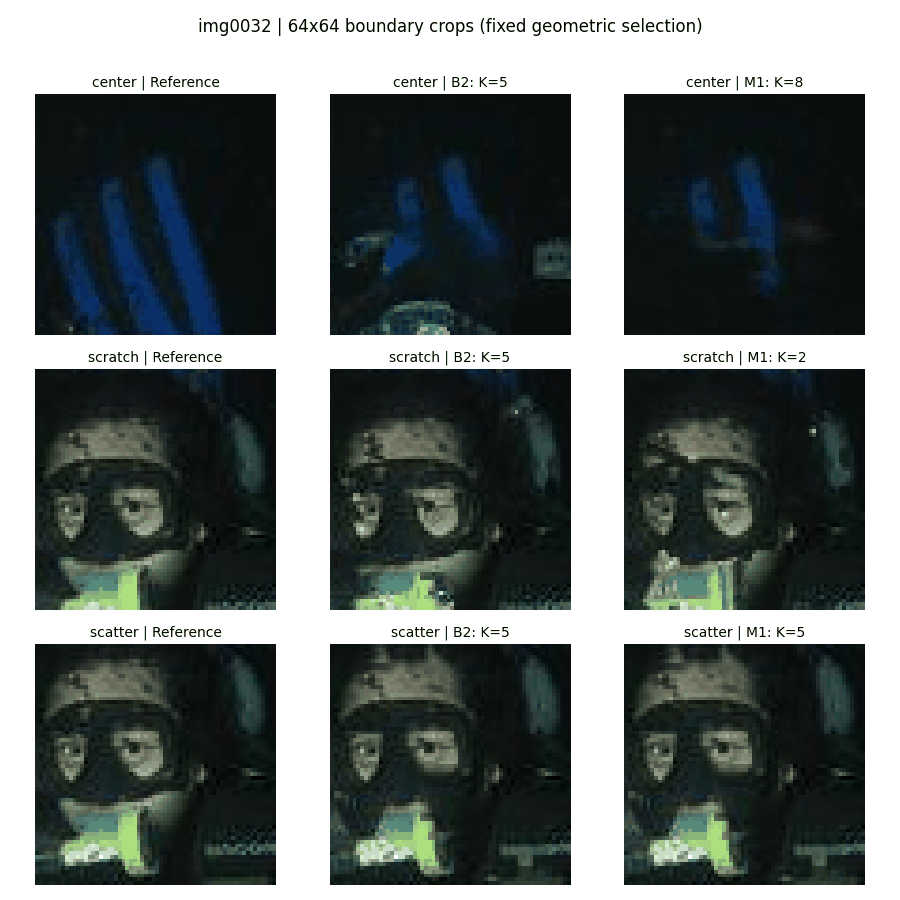 img0032 | 64x64 boundary crops (fixed geometric selection)
center | Reference
center | B2: K=5
center | M1: K=8
scratch | Reference
scratch | B2: K=5
scratch | M1: K=2
scatter | Reference
scatter | B2: K=5
scatter | M1: K=5